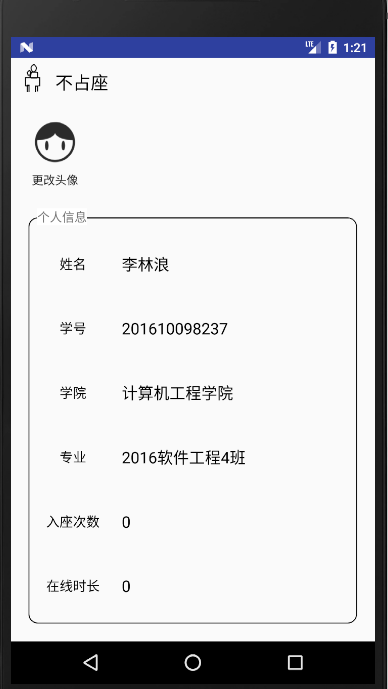 LTE 1:21
不占座
更改头像
个人信息
姓名 李林浪
学号 201610098237
学院 计算机工程学院
专业 2016软件工程4班
入座次数 0
在线时长 0